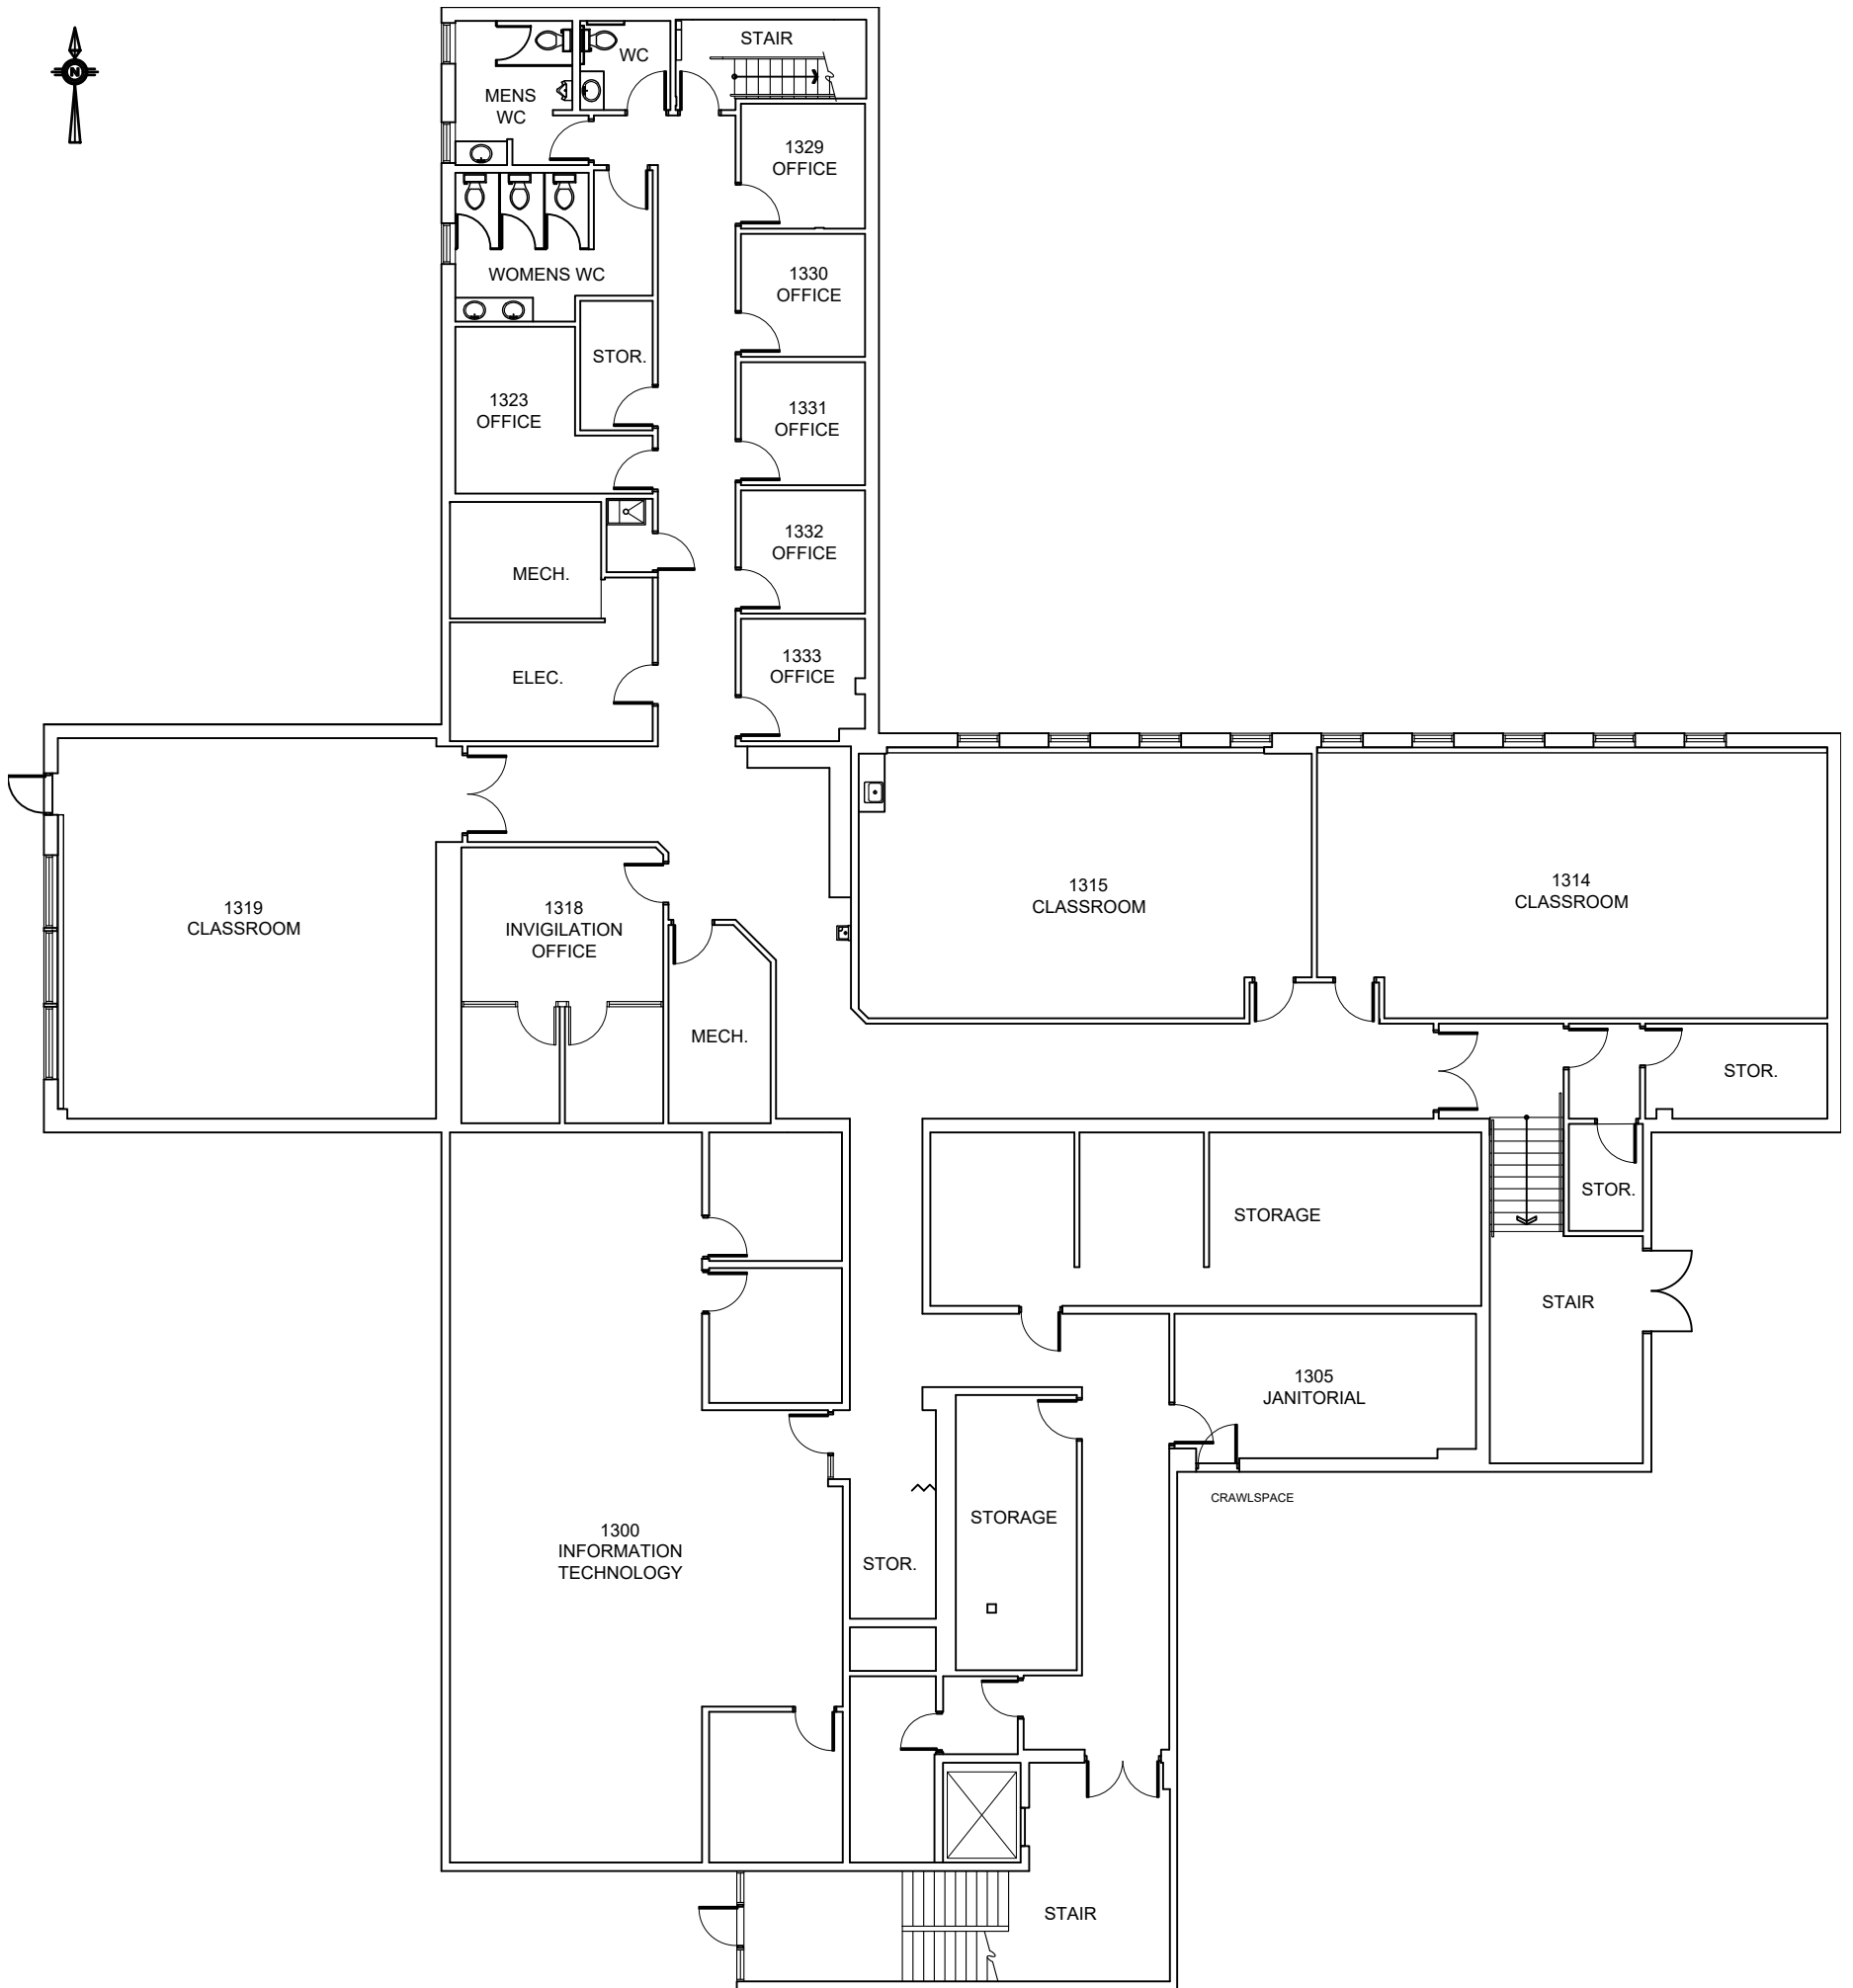 STAIR
WC
N
MENS
WC
1329
OFFICE
WOMENS WC
1330
OFFICE
STOR.
1323
OFFICE
1331
OFFICE
1332
OFFICE
MECH.
1333
OFFICE
ELEC.
1319
CLASSROOM
1318
INVIGILATION
OFFICE
1315
CLASSROOM
1314
CLASSROOM
MECH.
STOR.
STOR.
STORAGE
STAIR
1305
JANITORIAL
CRAWLSPACE
STORAGE
1300
INFORMATION
TECHNOLOGY
STOR.
STAIR